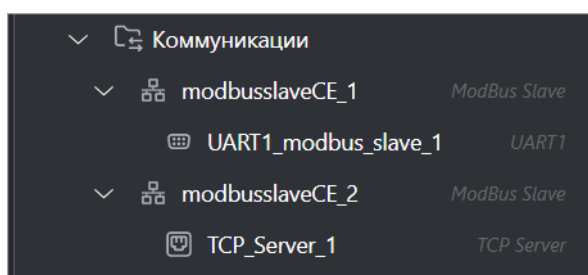 Коммуникации
modbusslaveCE_1 ModBus Slave
UART1_modbus_slave_1 UART1
modbusslaveCE_2 ModBus Slave
TCP_Server_1 TCP Server